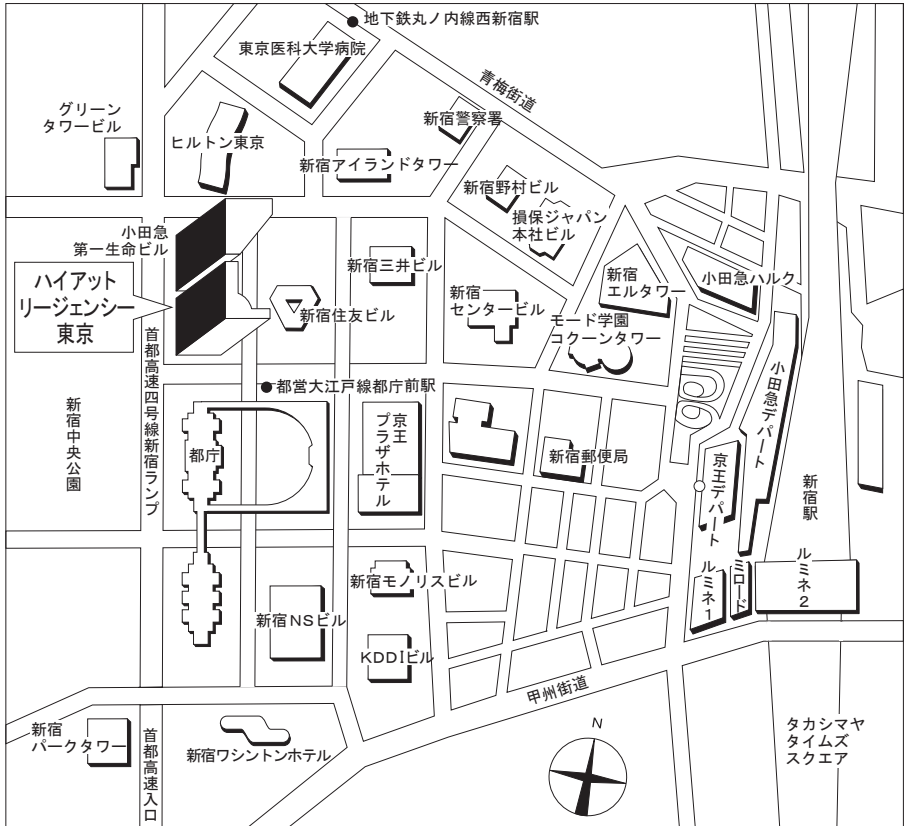 地下鉄丸ノ内線西新宿駅
東京医科大学病院
青梅街道
グリーン
タワービル
ヒルトン東京
新宿警察署
新宿アイランドタワー
新宿野村ビル
損保ジャパン
本社ビル
小田急
第一生命ビル
新宿三井ビル
新宿
エルタワー
小田急ハルク
ハイアット
リージェンシー
東京
新宿住友ビル
新宿
センタービル
モード学園
コクーンタワー
首都高速四号線新宿ランプ
都営大江戸線都庁前駅
小田急デパート
新宿中央公園
都庁
京王
プラザホテル
新宿郵便局
京王デパート
新宿駅
新宿モノリスビル
ルミネ1
ミロード
ルミネ2
新宿NSビル
KDDIビル
甲州街道
新宿
パークタワー
首都高速入口
新宿ワシントンホテル
N
タカシマヤ
タイムズ
スクエア